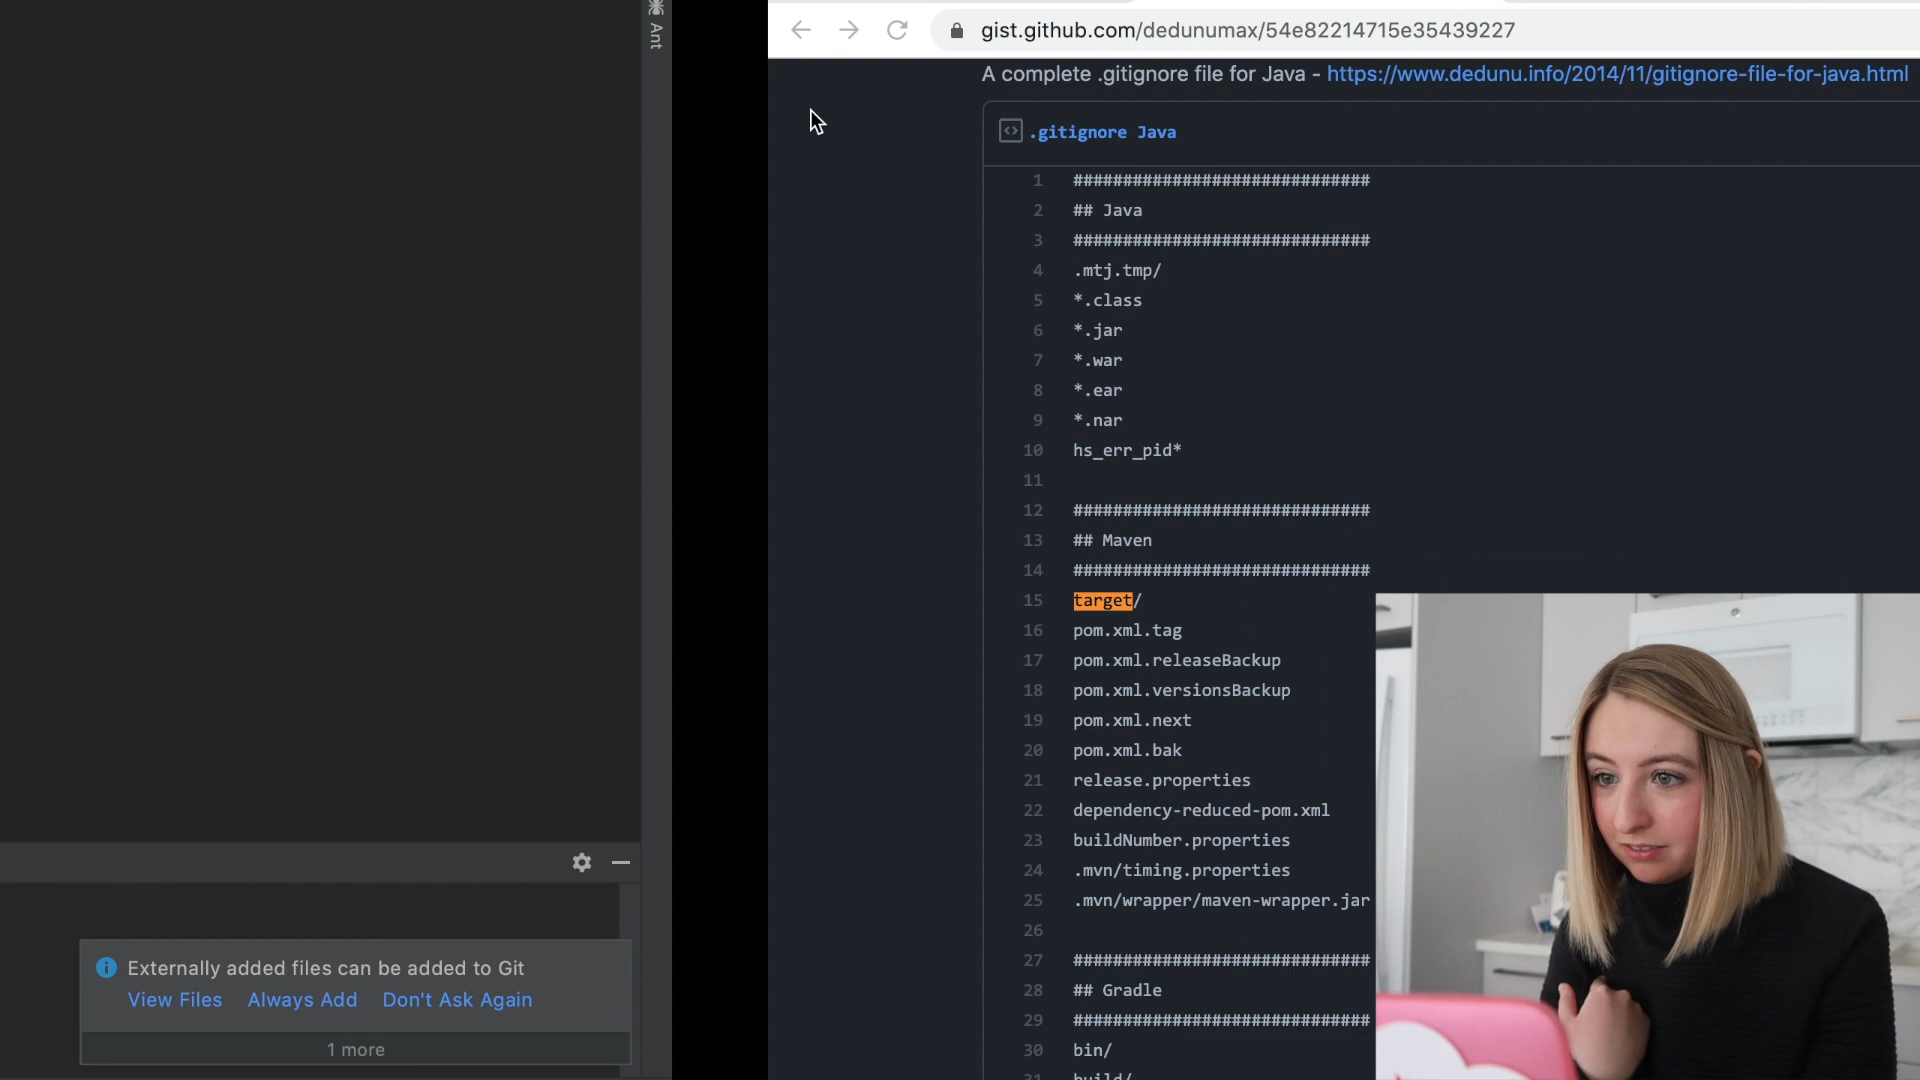 Ant
gist.github.com/dedunumax/54e82214715e35439227
A complete .gitignore file for Java - https://www.dedunu.info/2014/11/gitignore-file-for-java.html
.gitignore Java
1 ##############################
2 ## Java
3 ##############################
4 .mtj.tmp/
5 *.class
6 *.jar
7 *.war
8 *.ear
9 *.nar
10 hs_err_pid*
11
12 ##############################
13 ## Maven
14 ##############################
15 target/
16 pom.xml.tag
17 pom.xml.releaseBackup
18 pom.xml.versionsBackup
19 pom.xml.next
20 pom.xml.bak
21 release.properties
22 dependency-reduced-pom.xml
23 buildNumber.properties
24 .mvn/timing.properties
25 .mvn/wrapper/maven-wrapper.jar
26
27 ##############################
28 ## Gradle
29 ##############################
30 bin/
31 build/
Externally added files can be added to Git
View Files Always Add Don't Ask Again
1 more